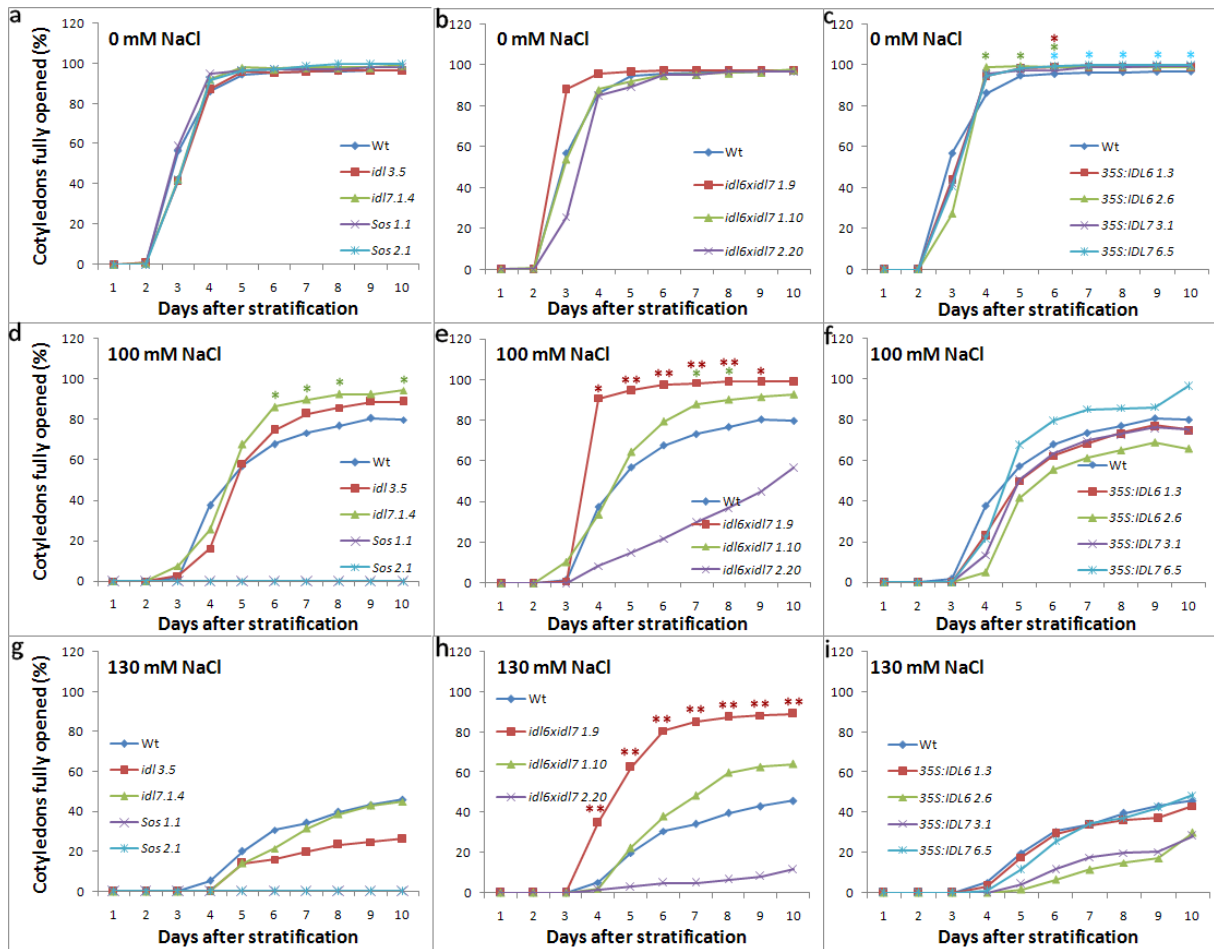 a
0 mM NaCl
Cotyledons fully opened (%)
120
100
80
60
40
20
0
Wt
idl 3.5
idl7.1.4
Sos 1.1
Sos 2.1
1 2 3 4 5 6 7 8 9 10
Days after stratification
b
0 mM NaCl
120
100
80
60
40
20
0
Wt
idl6xidl7 1.9
idl6xidl7 1.10
idl6xidl7 2.20
1 2 3 4 5 6 7 8 9 10
Days after stratification
c
0 mM NaCl
120
100
80
60
40
20
0
* * * * * * * * *
Wt
35S:IDL6 1.3
35S:IDL6 2.6
35S:IDL7 3.1
35S:IDL7 6.5
1 2 3 4 5 6 7 8 9 10
Days after stratification
d
100 mM NaCl
Cotyledons fully opened (%)
120
100
80
60
40
20
0
* * * *
Wt
idl 3.5
idl7.1.4
Sos 1.1
Sos 2.1
1 2 3 4 5 6 7 8 9 10
Days after stratification
e
100 mM NaCl
120
100
80
60
40
20
0
* ** ** ** ** *
* *
Wt
idl6xidl7 1.9
idl6xidl7 1.10
idl6xidl7 2.20
1 2 3 4 5 6 7 8 9 10
Days after stratification
f
100 mM NaCl
120
100
80
60
40
20
0
Wt
35S:IDL6 1.3
35S:IDL6 2.6
35S:IDL7 3.1
35S:IDL7 6.5
1 2 3 4 5 6 7 8 9 10
Days after stratification
g
130 mM NaCl
Cotyledons fully opened (%)
120
100
80
60
40
20
0
Wt
idl 3.5
idl7.1.4
Sos 1.1
Sos 2.1
1 2 3 4 5 6 7 8 9 10
Days after stratification
h
130 mM NaCl
120
100
80
60
40
20
0
Wt
idl6xidl7 1.9
idl6xidl7 1.10
idl6xidl7 2.20
** ** ** ** ** ** **
1 2 3 4 5 6 7 8 9 10
Days after stratification
i
130 mM NaCl
120
100
80
60
40
20
0
Wt
35S:IDL6 1.3
35S:IDL6 2.6
35S:IDL7 3.1
35S:IDL7 6.5
1 2 3 4 5 6 7 8 9 10
Days after stratification